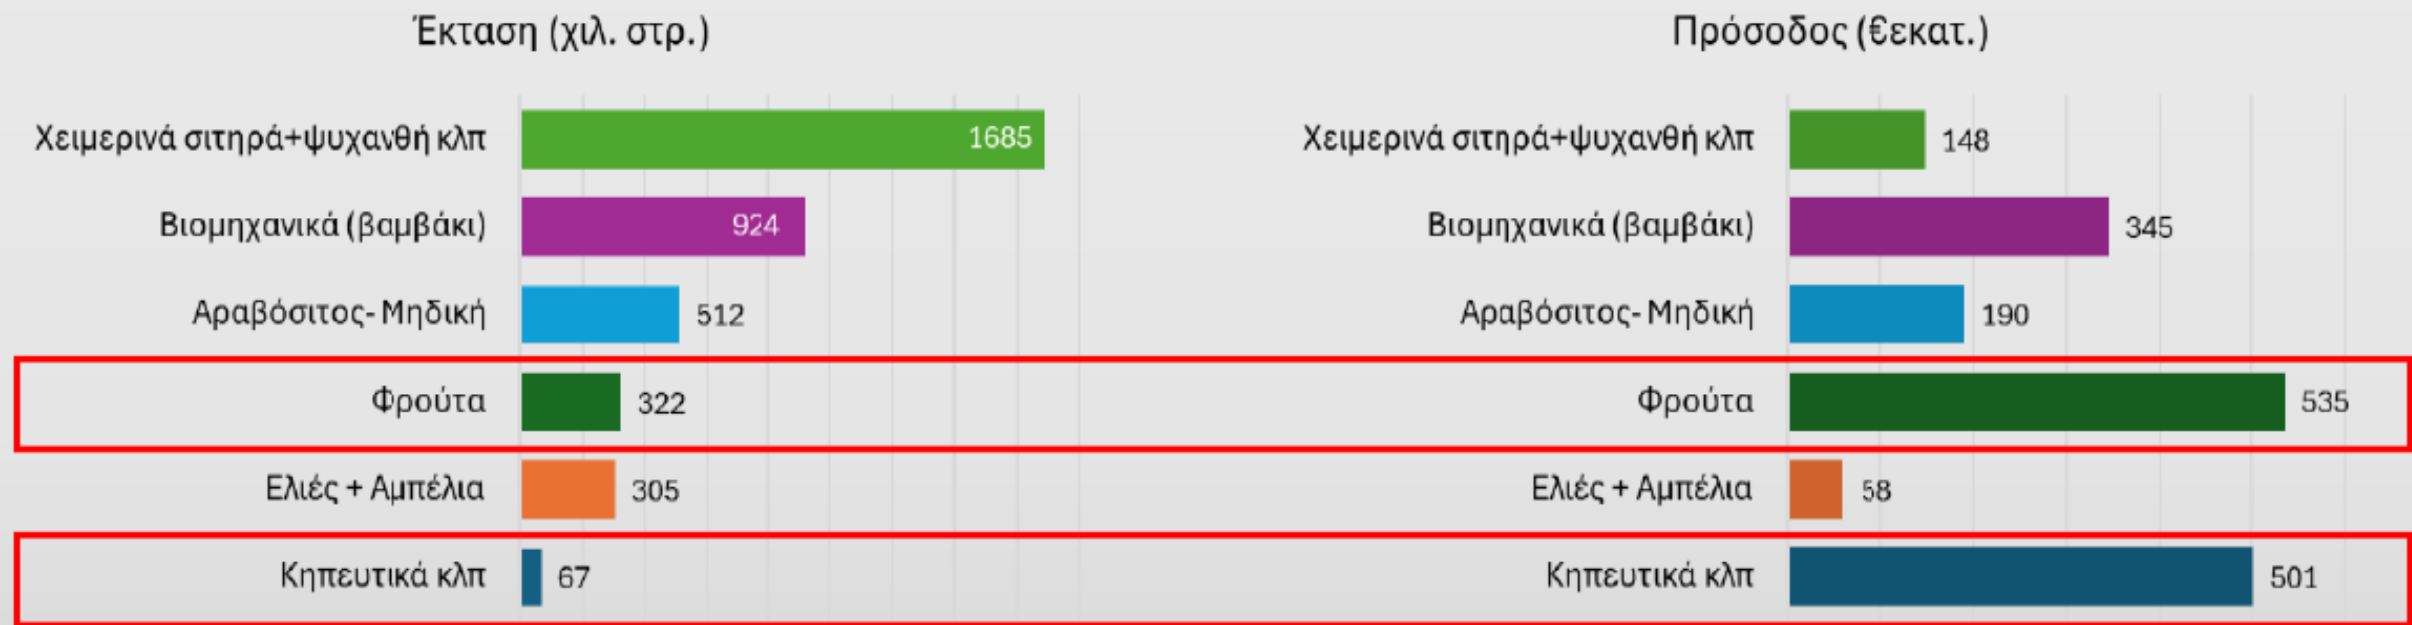 Έκταση (χιλ. στρ.)
Χειμερινά σιτηρά+ψυχανθή κλπ 1685
Βιομηχανικά (βαμβάκι) 924
Αραβόσιτος- Μηδική 512
Φρούτα 322
Ελιές + Αμπέλια 305
Κηπευτικά κλπ 67
Πρόσοδος (€εκατ.)
Χειμερινά σιτηρά+ψυχανθή κλπ 148
Βιομηχανικά (βαμβάκι) 345
Αραβόσιτος- Μηδική 190
Φρούτα 535
Ελιές + Αμπέλια 58
Κηπευτικά κλπ 501